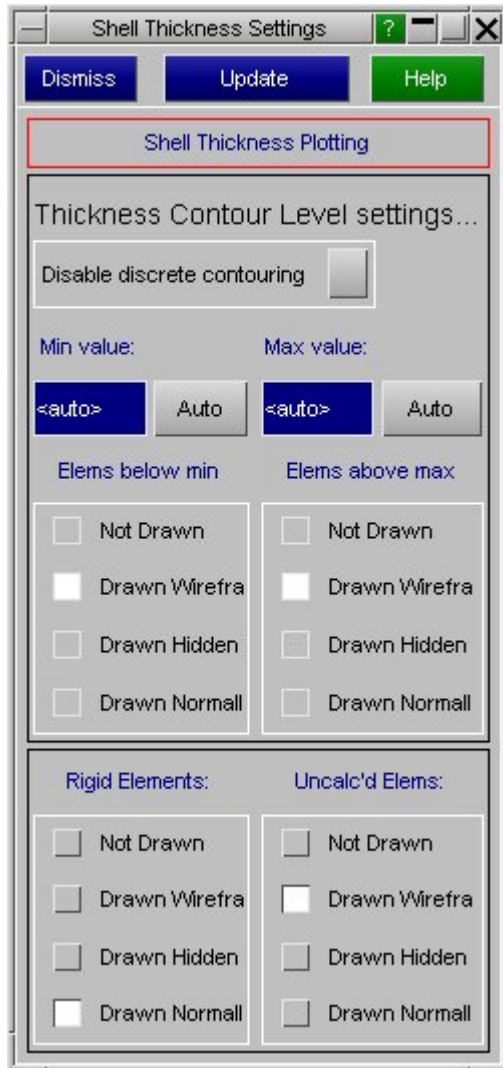 Shell Thickness Settings ?
Dismiss Update Help
Shell Thickness Plotting
Thickness Contour Level settings...
Disable discrete contouring
Min value: Max value:
<auto> Auto <auto> Auto
Elems below min Elems above max
Not Drawn Not Drawn
Drawn Wirefra Drawn Wirefra
Drawn Hidden Drawn Hidden
Drawn Normall Drawn Normall
Rigid Elements: Uncalc'd Elems:
Not Drawn Not Drawn
Drawn Wirefra Drawn Wirefra
Drawn Hidden Drawn Hidden
Drawn Normall Drawn Normall